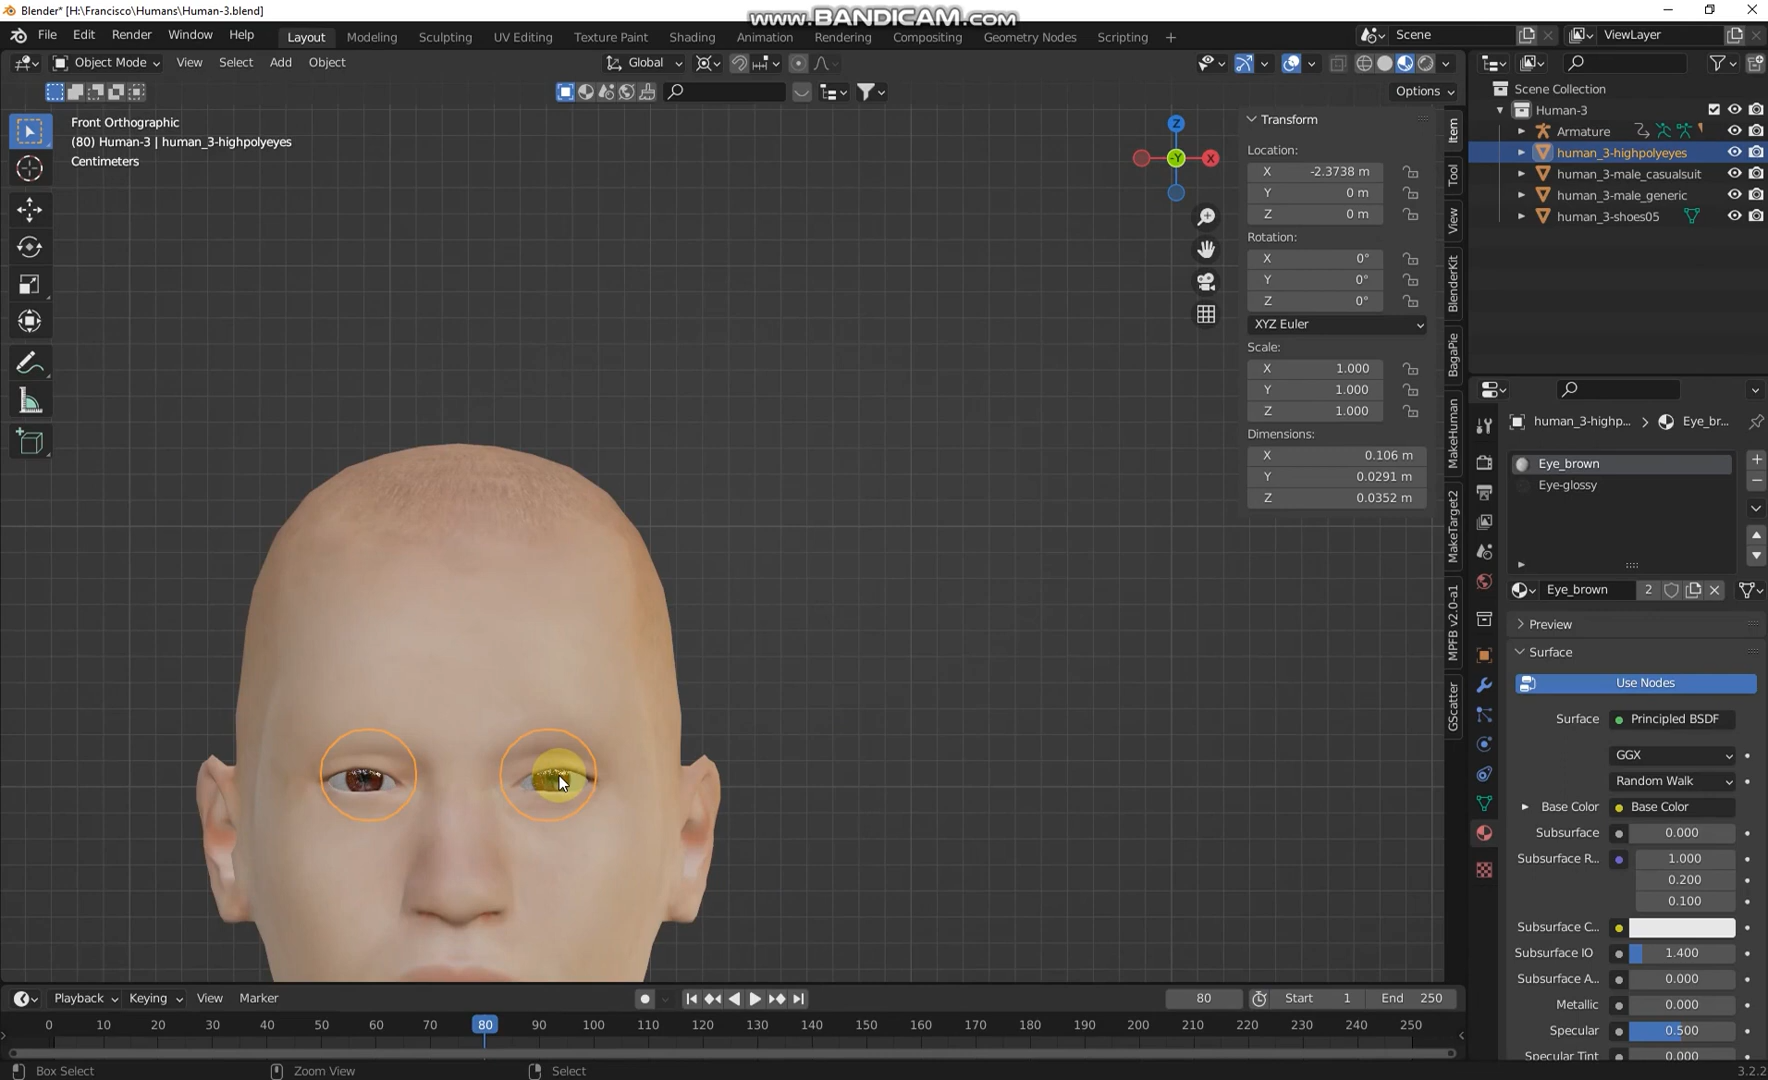 Blender* [H:\Francisco\Humans\Human-3.blend]
www.BANDICAM.com
File Edit Render Window Help
Layout Modeling Sculpting UV Editing Texture Paint Shading Animation Rendering Compositing Geometry Nodes Scripting +
Scene
ViewLayer
Object Mode View Select Add Object
Global
Options
Front Orthographic
(80) Human-3 | human_3-highpolyeyes
Centimeters
Z
-Y
X
Transform
Location:
X -2.3738 m
Y 0 m
Z 0 m
Rotation:
X 0°
Y 0°
Z 0°
XYZ Euler
Scale:
X 1.000
Y 1.000
Z 1.000
Dimensions:
X 0.106 m
Y 0.0291 m
Z 0.0352 m
Item
Tool
View
BlenderKit
BagaPie
MakeHuman
MakeTarget2
MPFB v2.0-a1
GScatter
Scene Collection
Human-3
Armature
human_3-highpolyeyes
human_3-male_casualsuit
human_3-male_generic
human_3-shoes05
human_3-highp... Eye_br...
Eye_brown
Eye-glossy
Eye_brown 2
Preview
Surface
Use Nodes
Surface Principled BSDF
GGX
Random Walk
Base Color Base Color
Subsurface 0.000
Subsurface R... 1.000
0.200
0.100
Subsurface C...
Subsurface IO 1.400
Subsurface A... 0.000
Metallic 0.000
Specular 0.500
Specular Tint 0.000
Playback Keying View Marker
80 Start 1 End 250
0 10 20 30 40 50 60 70 80 90 100 110 120 130 140 150 160 170 180 190 200 210 220 230 240 250
Box Select Zoom View Select
3.2.2